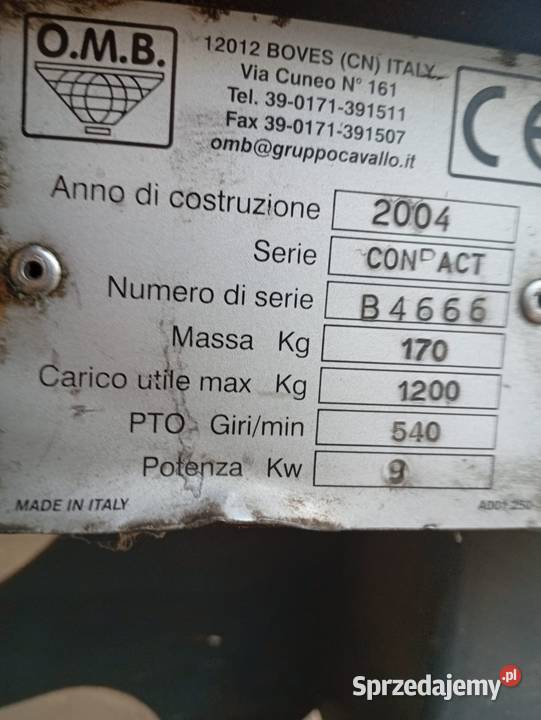 O.M.B.
12012 BOVES (CN) ITALY
Via Cuneo N° 161
Tel. 39-0171-391511
Fax 39-0171-391507
omb@gruppocavallo.it
CE
Anno di costruzione 2004
Serie CONPACT
Numero di serie B4666
Massa Kg 170
Carico utile max Kg 1200
PTO Giri/min 540
Potenza Kw 9
MADE IN ITALY
Sprzedajemy.pl